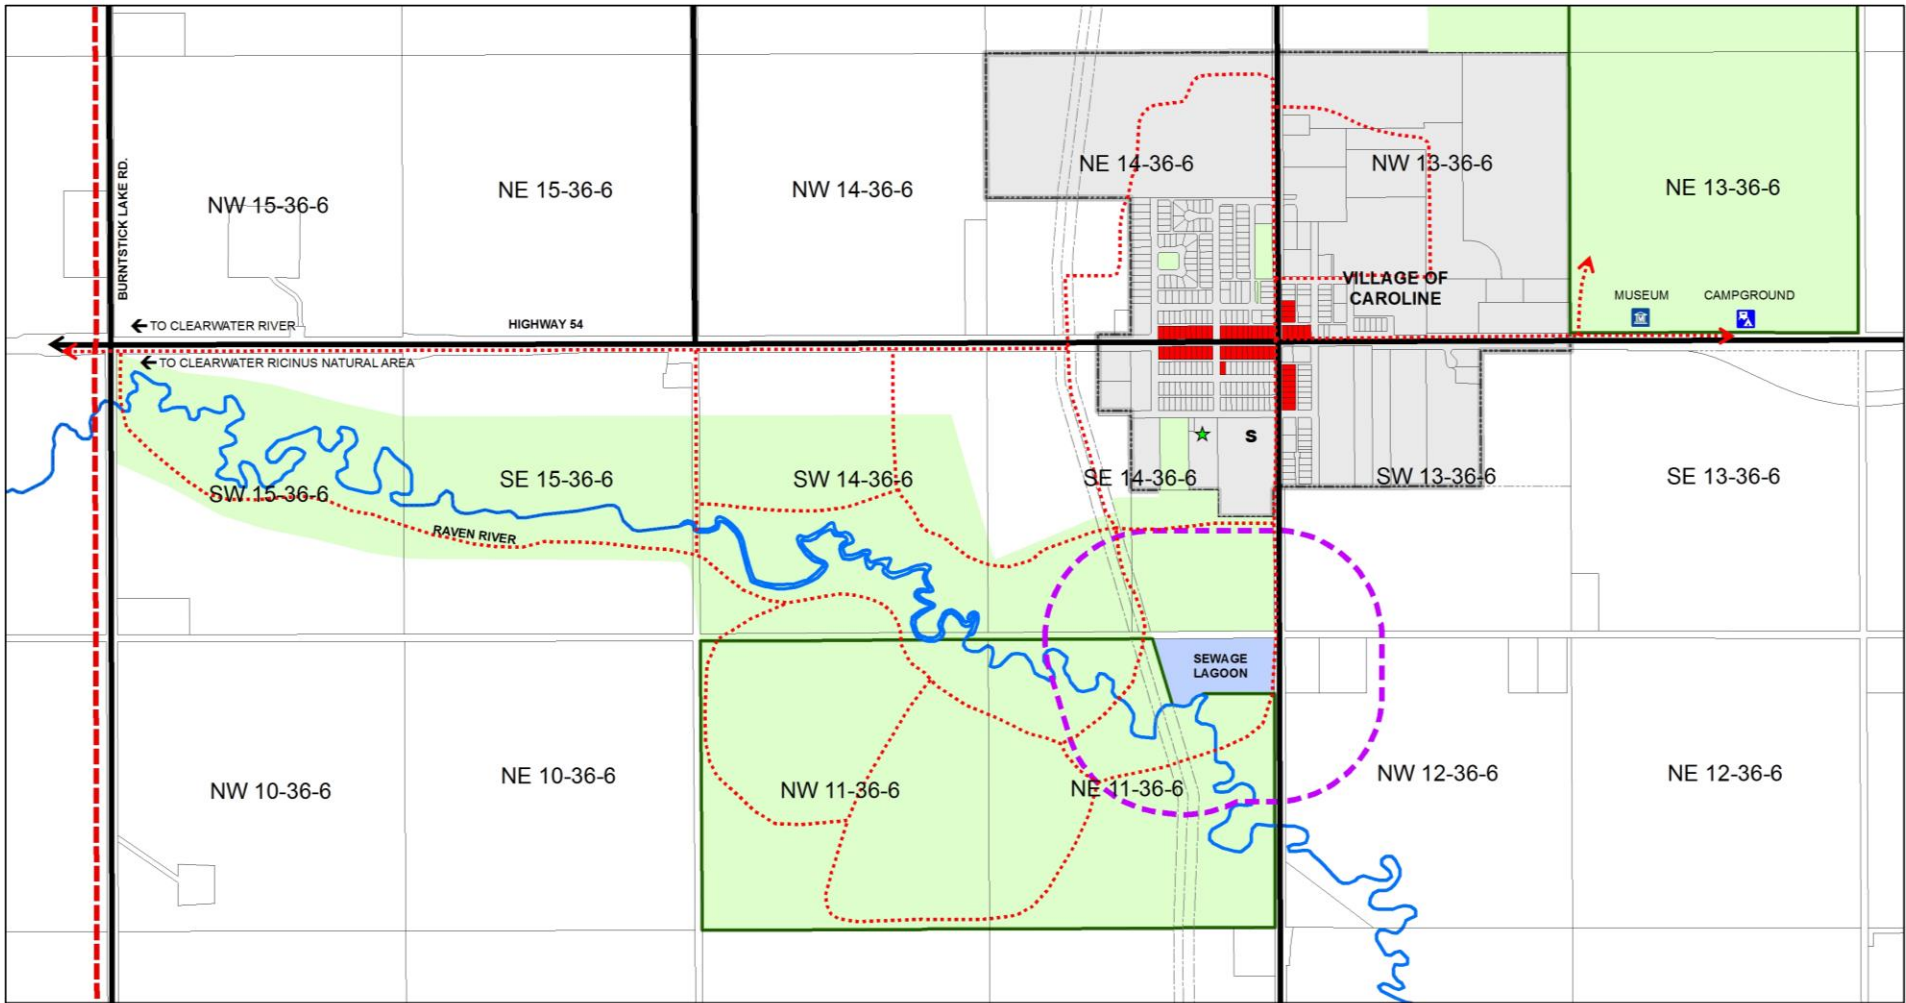 NE 14-36-6
NW 13-36-6
NW 15-36-6
NE 15-36-6
NW 14-36-6
NE 13-36-6
BURNTSTICK LAKE RD.
VILLAGE OF
CAROLINE
MUSEUM
CAMPGROUND
TO CLEARWATER RIVER
HIGHWAY 54
TO CLEARWATER RICINUS NATURAL AREA
S
SW 15-36-6
SE 15-36-6
SW 14-36-6
SE 14-36-6
SW 13-36-6
SE 13-36-6
RAVEN RIVER
SEWAGE
LAGOON
NW 10-36-6
NE 10-36-6
NW 11-36-6
NE 11-36-6
NW 12-36-6
NE 12-36-6